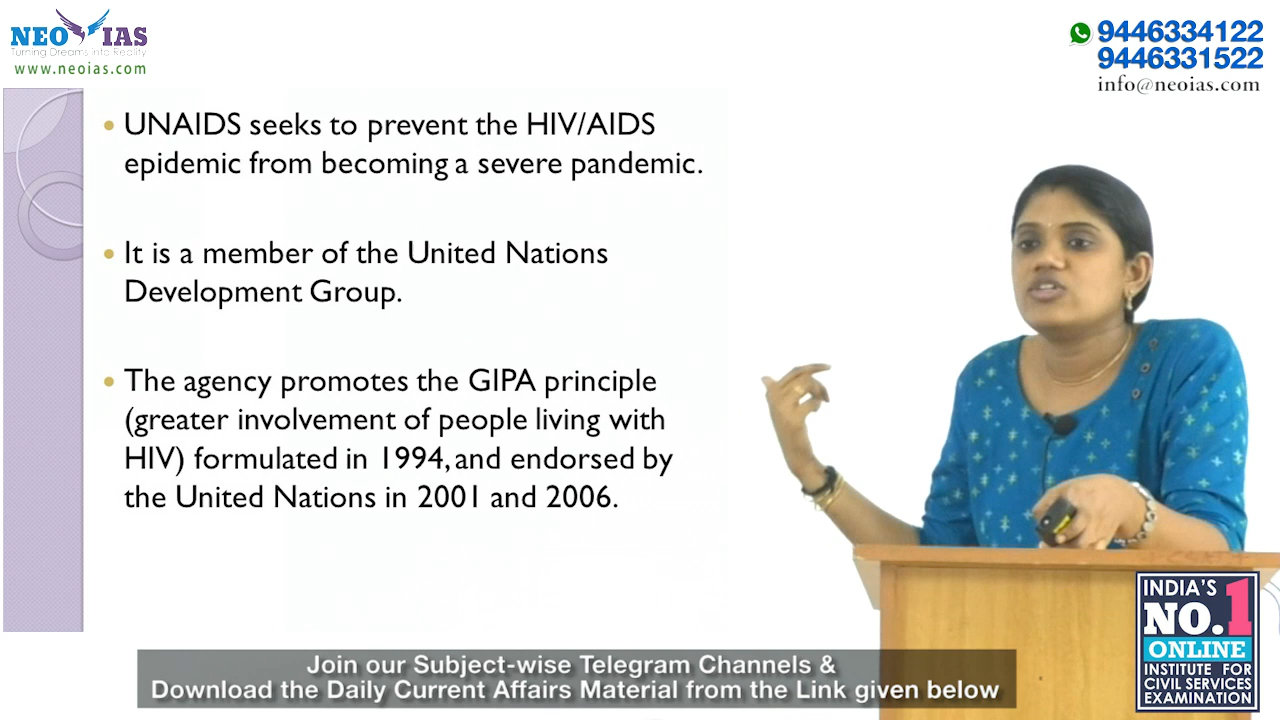 NEO IAS
Turning Dreams Into Reality
www.neoias.com
9446334122
9446331522
info@neoias.com
• UNAIDS seeks to prevent the HIV/AIDS
epidemic from becoming a severe pandemic.
• It is a member of the United Nations
Development Group.
• The agency promotes the GIPA principle
(greater involvement of people living with
HIV) formulated in 1994, and endorsed by
the United Nations in 2001 and 2006.
INDIA'S
NO.1
ONLINE
INSTITUTE FOR
CIVIL SERVICES
EXAMINATION
Join our Subject-wise Telegram Channels &
Download the Daily Current Affairs Material from the Link given below